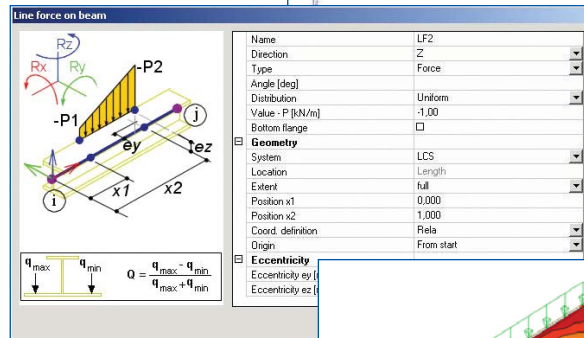 Line force on beam
Rz
Rx
Ry
-P2
-P1
j
ey
ez
x1
x2
i
q max
q min
Q = q max - q min / q max + q min
Name LF2
Direction Z
Type Force
Angle [deg]
Distribution Uniform
Value - P [kN/m] -1,00
Bottom flange
Geometry
System LCS
Location Length
Extent full
Position x1 0,000
Position x2 1,000
Coord. definition Rela
Origin From start
Eccentricity
Eccentricity ey
Eccentricity ez